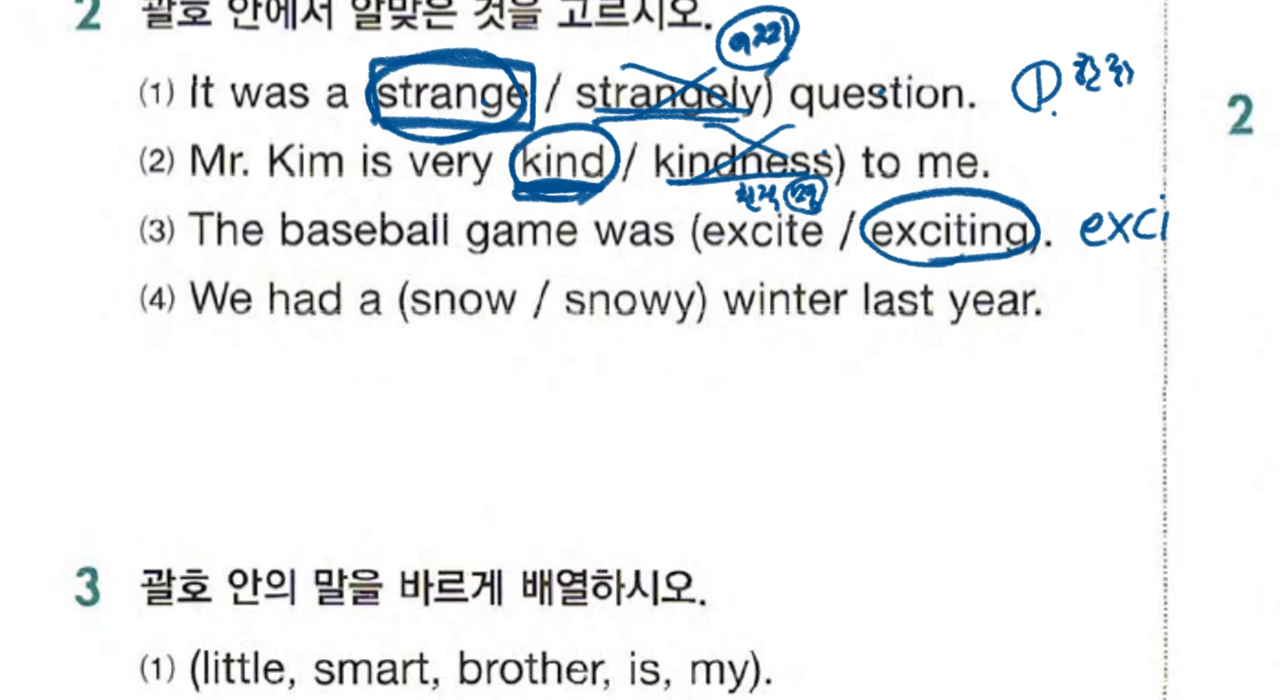 2 괄호 안에서 알맞은 것을 고르시오.
(1) It was a (strange / strangely) question.
(2) Mr. Kim is very (kind / kindness) to me.
(3) The baseball game was (excite / exciting). exci
(4) We had a (snow / snowy) winter last year.
3 괄호 안의 말을 바르게 배열하시오.
(1) (little, smart, brother, is, my).
2